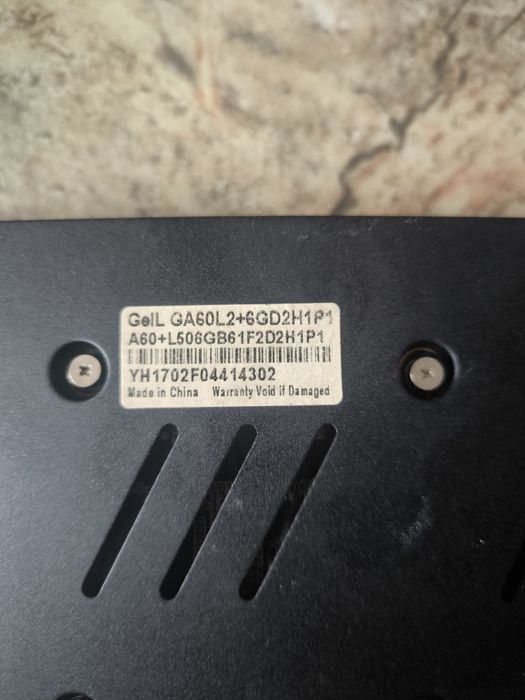 GeIL GA60L2+6GD2H1P1
A60+L506GB61F2D2H1P1
YH1702F04414302
Made in China Warranty Void if Damaged